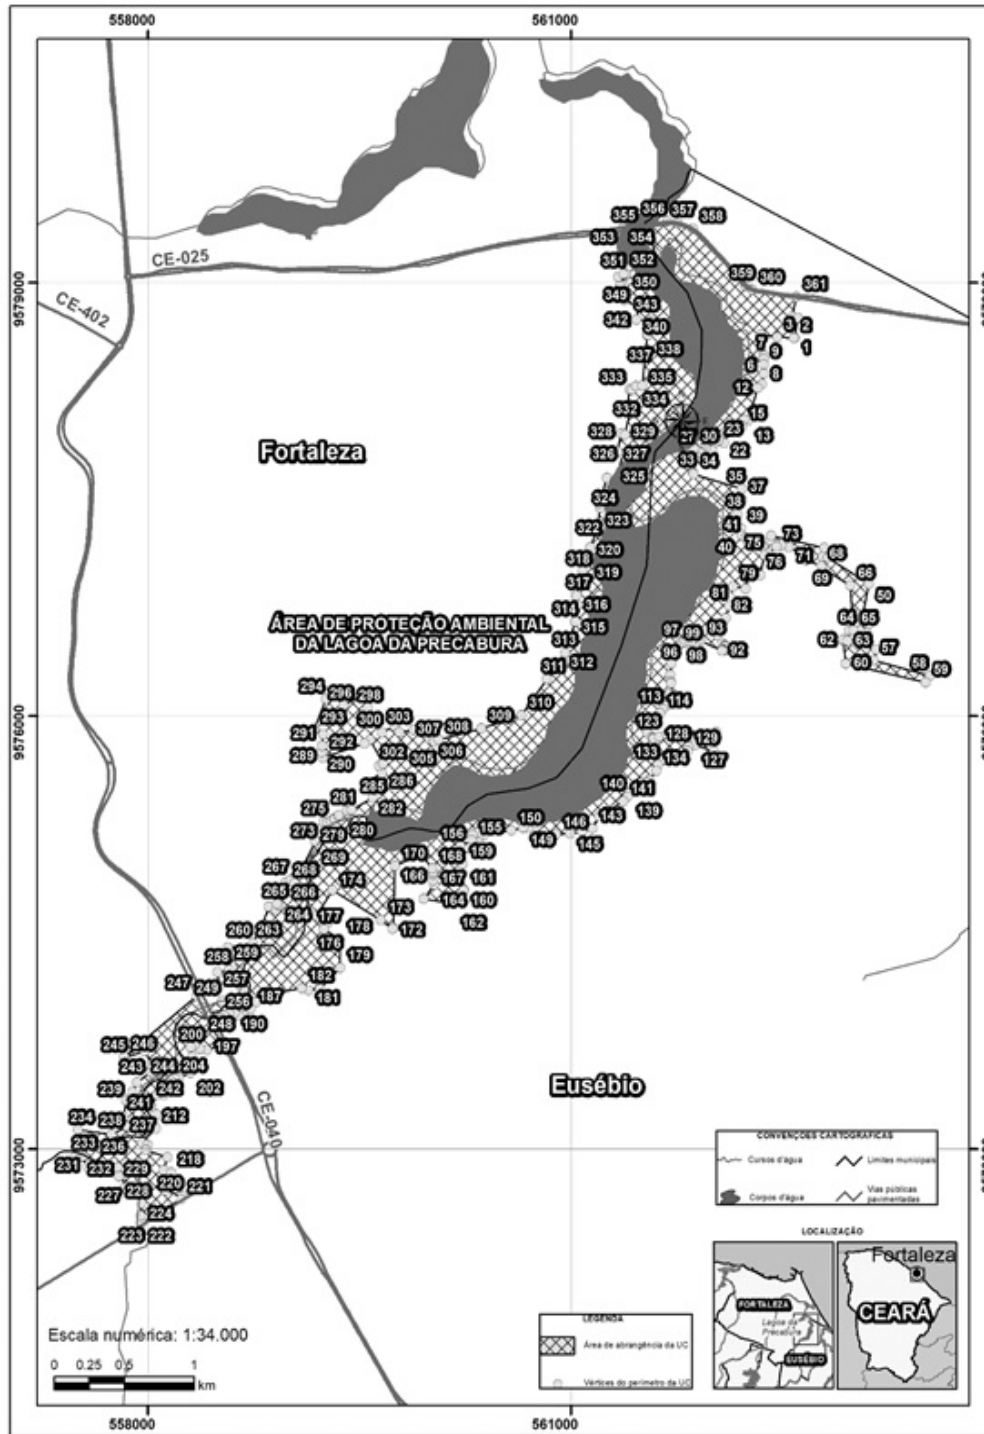 558000 561000
CE-025
CE-402
9579000
356 357
355 358
353 354
351 352
359 360
350 361
349 343
342 340 3 2
7 1
338 9
337 6
333 335 8
334 12
332 15
328 329 27 30 23 13
326 327 22
33 34
325 35
37
324 38
39
322 323 41
73
40 75
320 71 68
318 76
319 69 66
317 79
81 50
314 316 82 64
93 65
315 97 99 62 63
313 98 92 57
312 96 60 58
311 59
Fortaleza
ÁREA DE PROTEÇÃO AMBIENTAL
DA LAGOA DA PRECABURA
294 296 298
310 113 114
293 300 303 309
291 307 308 123
292 128 129
289 290 302 305 306 133 134 127
9576000
285 286 140
281 141
275 282 143 139
273 279 280 156 155 150 146
149 145
269 170 168 159
267 268 174 166 167 161
265 266 164 160
264 177 178 173 162
260 263 172
258 259 176
179
247 249 257 182
256 187 181
248 190
200 197
245 246
243 244 204
239 242 202
241
234 238 212
237
233 236
231 232 229 218
220
227 228 221
224
223 222
CE-040
Eusébio
9573000
CONVENÇÕES CARTOGRÁFICAS
Cursos d'água Limites municipais
Corpos d'água Vias públicas
pavimentadas
LOCALIZAÇÃO
Fortaleza
FORTALEZA
Lagoa da
Precabura
EUSÉBIO
CEARÁ
LEGENDA
Área de abrangência da UC
Vértices do perímetro da UC
Escala numérica: 1:34.000
0 0.25 0.5 1
km
558000 561000